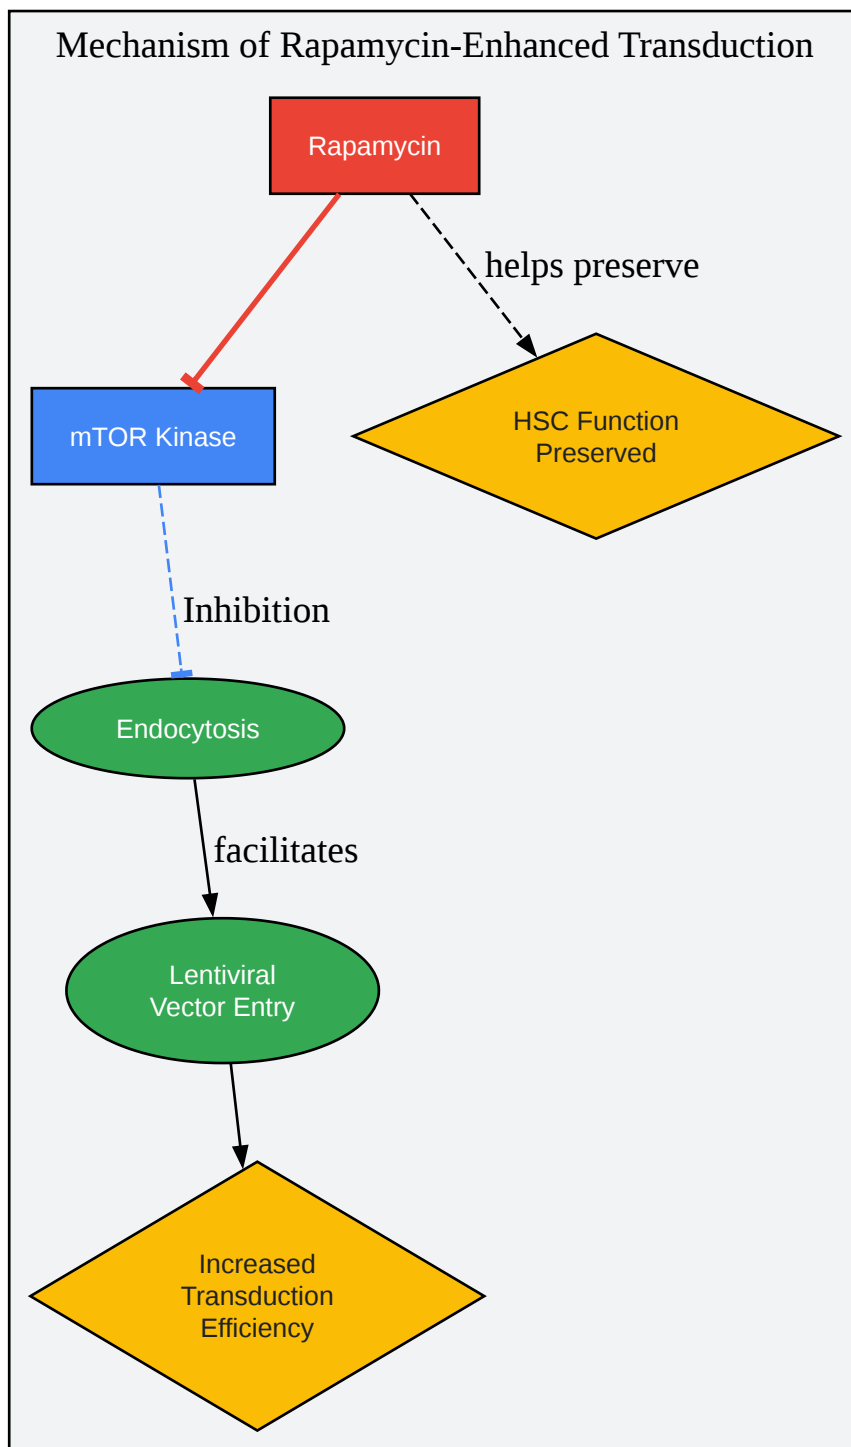 Mechanism of Rapamycin-Enhanced Transduction
Rapamycin
helps preserve
mTOR Kinase
HSC Function
Preserved
Inhibition
Endocytosis
facilitates
Lentiviral
Vector Entry
Increased
Transduction
Efficiency